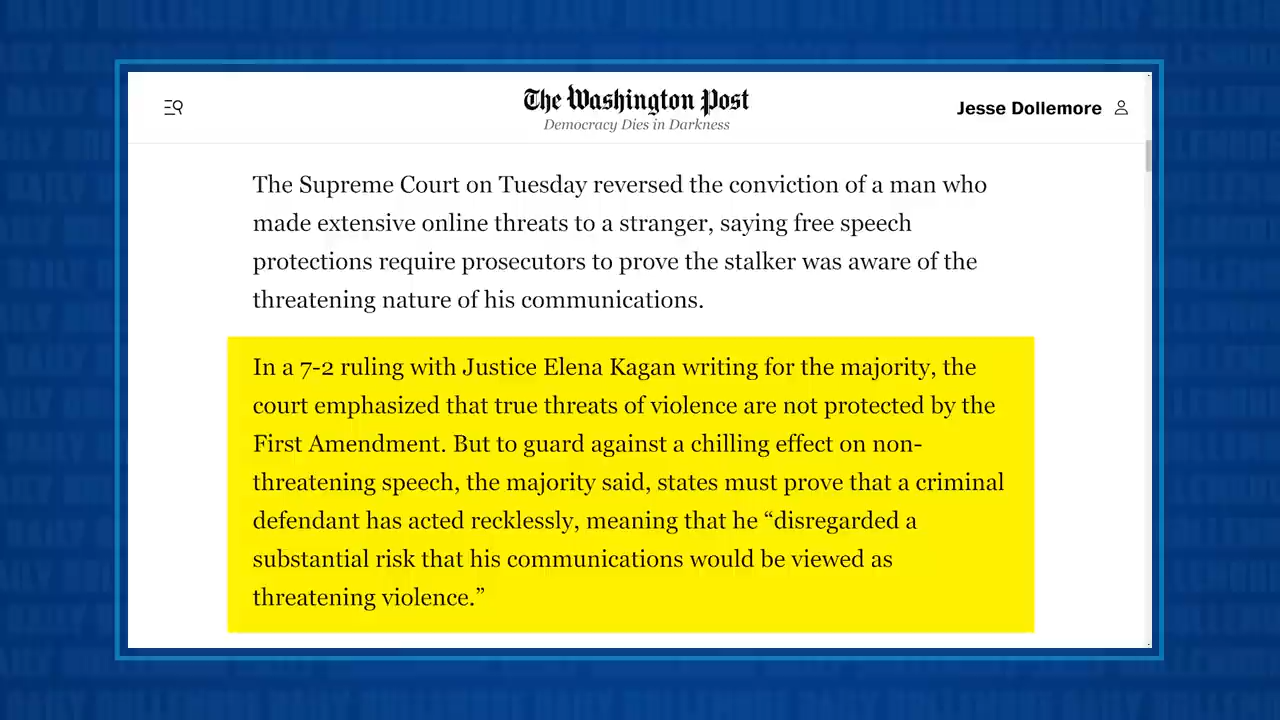 The Washington Post
Democracy Dies in Darkness
Jesse Dollemore
The Supreme Court on Tuesday reversed the conviction of a man who
made extensive online threats to a stranger, saying free speech
protections require prosecutors to prove the stalker was aware of the
threatening nature of his communications.
In a 7-2 ruling with Justice Elena Kagan writing for the majority, the
court emphasized that true threats of violence are not protected by the
First Amendment. But to guard against a chilling effect on non-
threatening speech, the majority said, states must prove that a criminal
defendant has acted recklessly, meaning that he “disregarded a
substantial risk that his communications would be viewed as
threatening violence.”